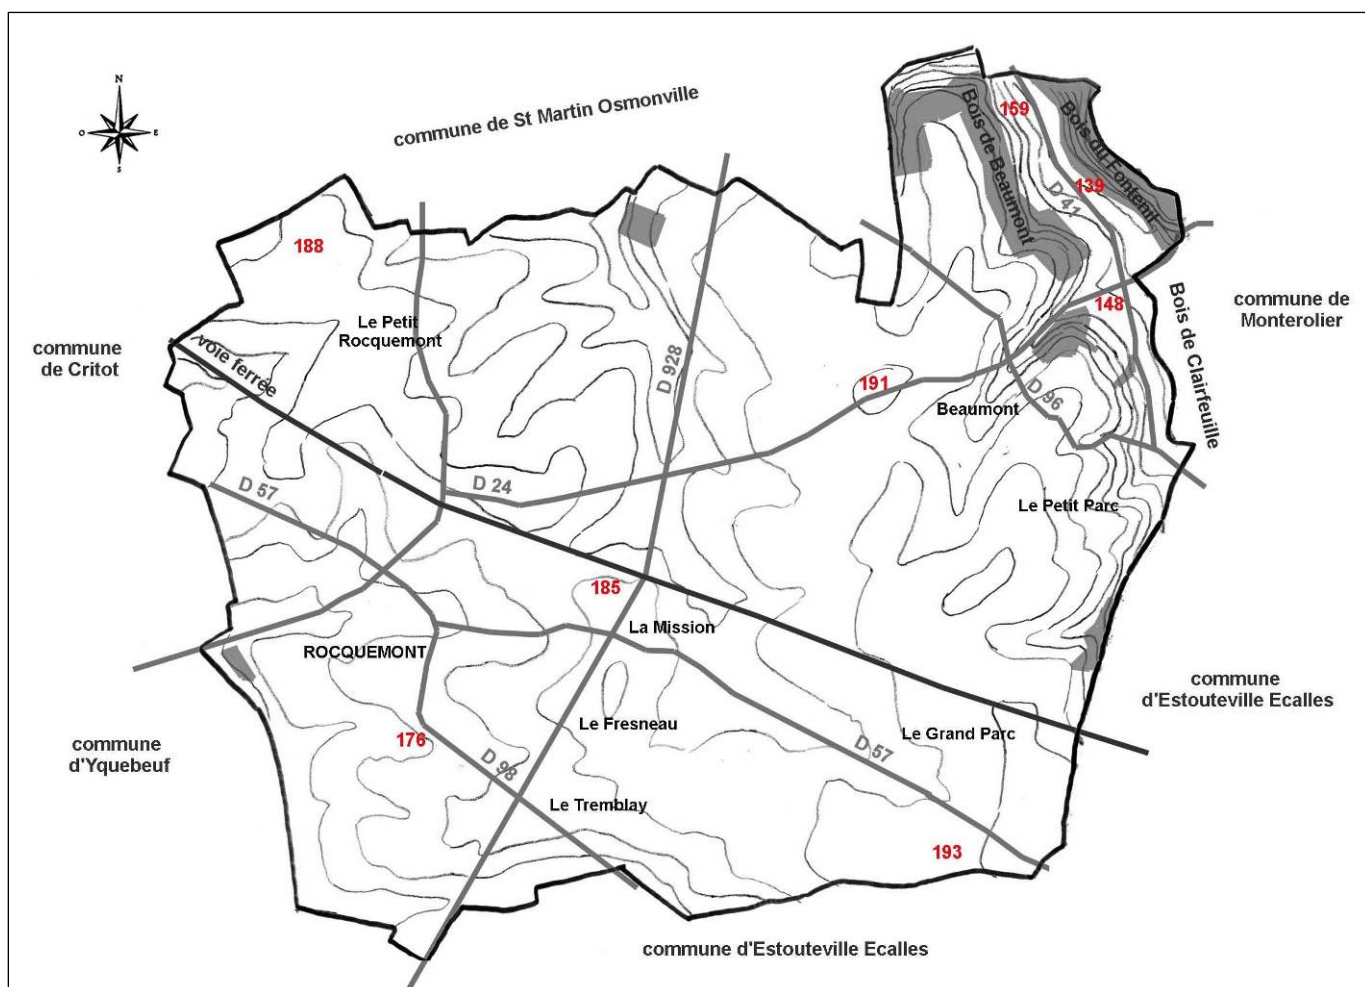 N
O
E
S
commune de St Martin Osmonville
Bois de Beaumont
159
Bois du Fontenil
139
D 41
188
Le Petit
Rocquemont
commune
de Critot
voie ferrée
D 928
148
Bois de Clairfeuille
commune de
Monterolier
191
Beaumont
D 96
D 57
D 24
Le Petit Parc
185
La Mission
ROCQUEMONT
commune
d'Estouteville Ecalles
Le Fresneau
Le Grand Parc
176
commune
d'Yquebeuf
D 98
D 57
Le Tremblay
193
commune d'Estouteville Ecalles